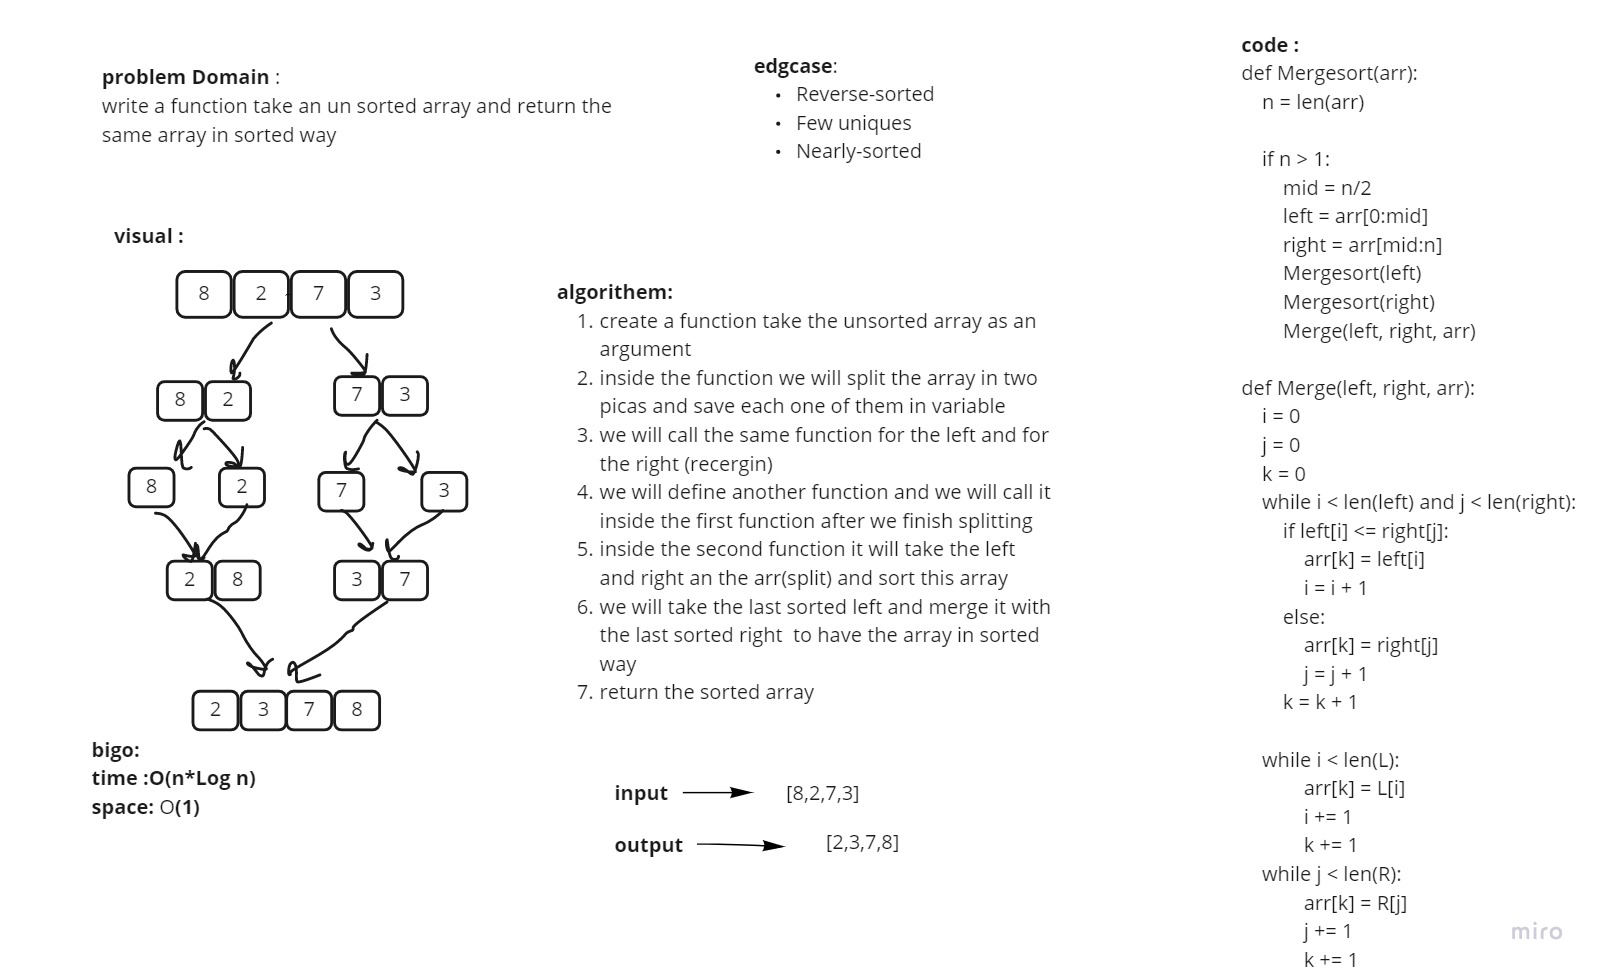 problem Domain :
write a function take an un sorted array and return the
same array in sorted way
edgcase:
• Reverse-sorted
• Few uniques
• Nearly-sorted
visual :
8 2 7 3
8 2 7 3
8 2 7 3
2 8 3 7
2 3 7 8
bigo:
time :O(n*Log n)
space: O(1)
algorithem:
1. create a function take the unsorted array as an
argument
2. inside the function we will split the array in two
picas and save each one of them in variable
3. we will call the same function for the left and for
the right (recergin)
4. we will define another function and we will call it
inside the first function after we finish splitting
5. inside the second function it will take the left
and right an the arr(split) and sort this array
6. we will take the last sorted left and merge it with
the last sorted right  to have the array in sorted
way
7. return the sorted array
input [8,2,7,3]
output [2,3,7,8]
code :
def Mergesort(arr):
n = len(arr)
if n > 1:
mid = n/2
left = arr[0:mid]
right = arr[mid:n]
Mergesort(left)
Mergesort(right)
Merge(left, right, arr)
def Merge(left, right, arr):
i = 0
j = 0
k = 0
while i < len(left) and j < len(right):
if left[i] <= right[j]:
arr[k] = left[i]
i = i + 1
else:
arr[k] = right[j]
j = j + 1
k = k + 1
while i < len(L):
arr[k] = L[i]
i += 1
k += 1
while j < len(R):
arr[k] = R[j]
j += 1
k += 1
miro